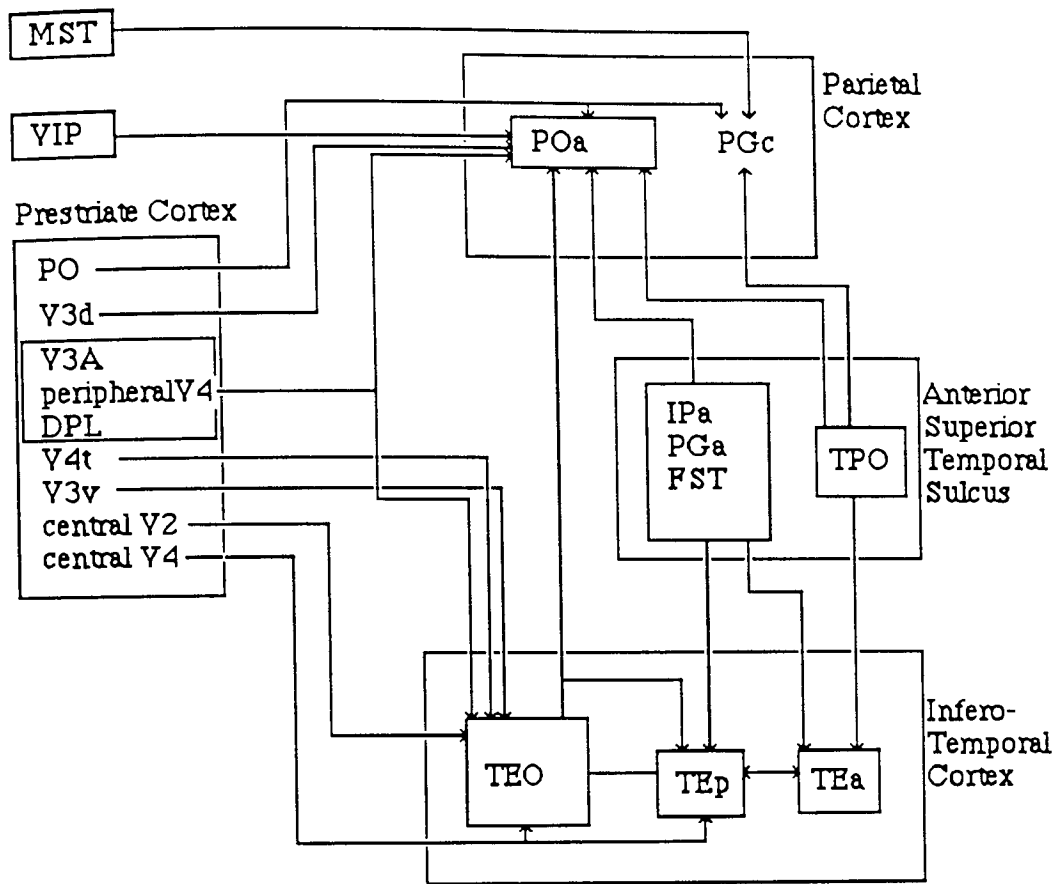 MST
Parietal
Cortex
VIP
POa
PGc
Prestriate Cortex
PO
V3d
V3A
peripheralV4
DPL
V4t
V3v
central V2
central V4
IPa
PGa
FST
TPO
Anterior
Superior
Temporal
Sulcus
TEO
TEp
TEa
Infero-
Temporal
Cortex